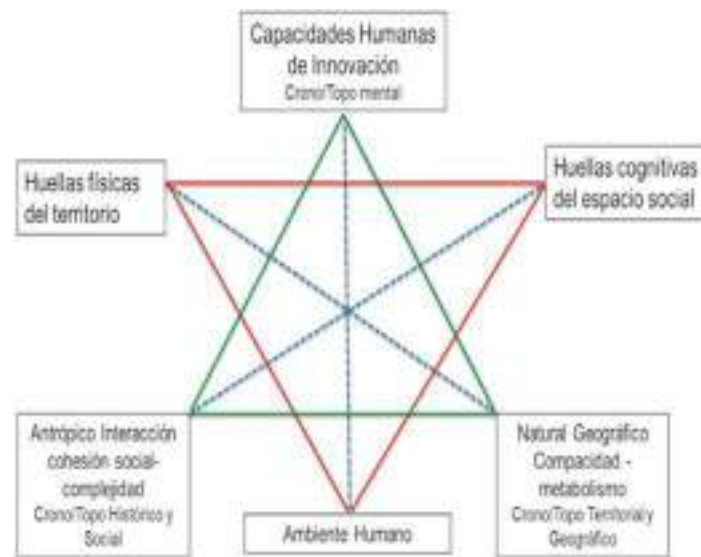 Capacidades Humanas
de Innovación
Crono/Topo mental
Huellas físicas
del territorio
Huellas cognitivas
del espacio social
Antrópico Interacción
cohesión social-
complejidad
Crono/Topo Histórico y
Social
Natural Geográfico
Compacidad -
metabolismo
Crono/Topo Territorial y
Geográfico
Ambiente Humano